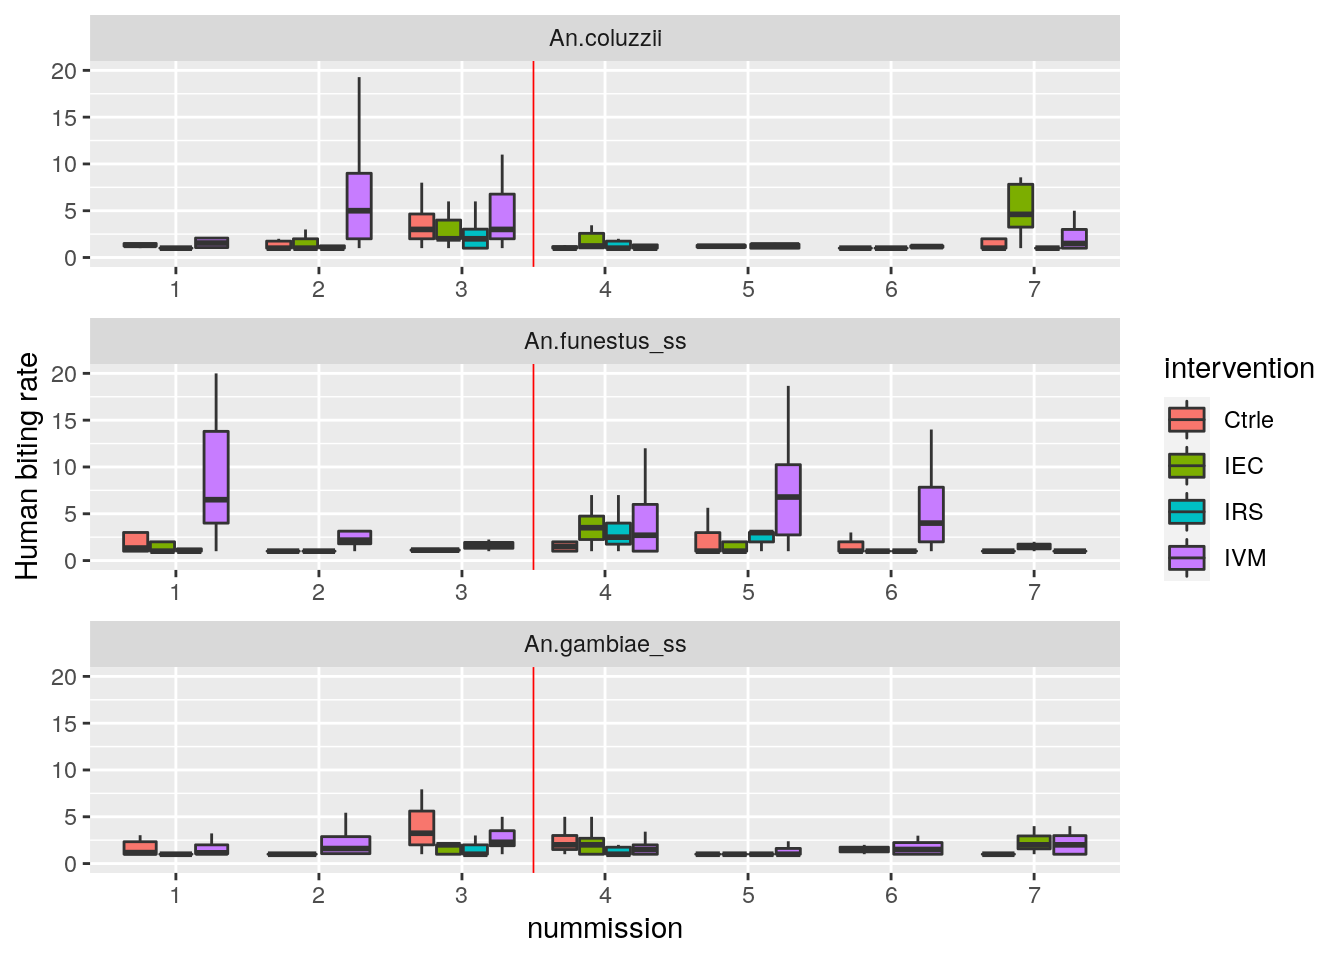 An.coluzzii
20
15
10
5
0
1 2 3 4 5 6 7
An.funestus_ss
20
15
10
5
0
1 2 3 4 5 6 7
An.gambiae_ss
20
15
10
5
0
1 2 3 4 5 6 7
nummission
Human biting rate
intervention
Ctrle
IEC
IRS
IVM